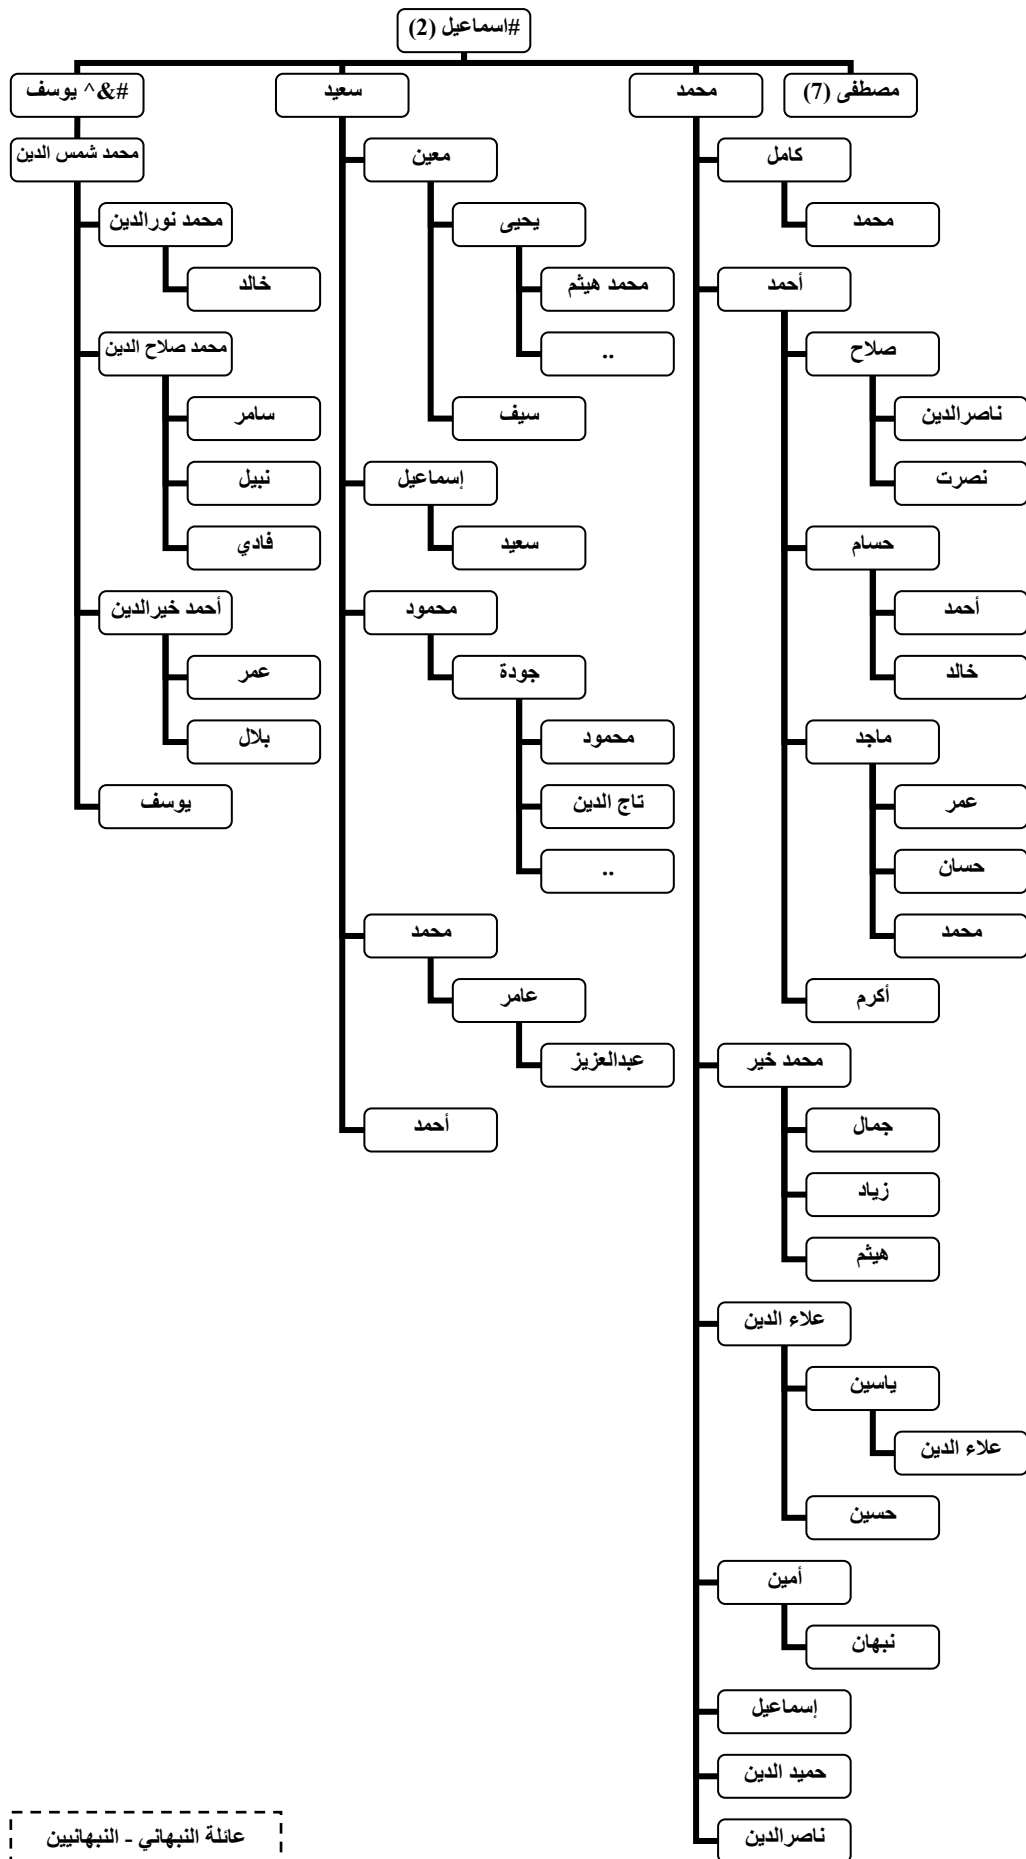 #اسماعيل (2)
مصطفى (7)
محمد
سعيد
#&^ يوسف
كامل
محمد
أحمد
صلاح
ناصرالدين
نصرت
حسام
أحمد
خالد
ماجد
عمر
حسان
محمد
أكرم
محمد خير
جمال
زياد
هيثم
علاء الدين
ياسين
علاء الدين
حسين
أمين
نبهان
إسماعيل
حميد الدين
ناصرالدين
معين
يحيى
محمد هيثم
..
سيف
إسماعيل
سعيد
محمود
جودة
محمود
تاج الدين
..
محمد
عامر
عبدالعزيز
أحمد
محمد شمس الدين
محمد نورالدين
خالد
محمد صلاح الدين
سامر
نبيل
فادي
أحمد خيرالدين
عمر
بلال
يوسف
عائلة النبهاني - النبهانيين